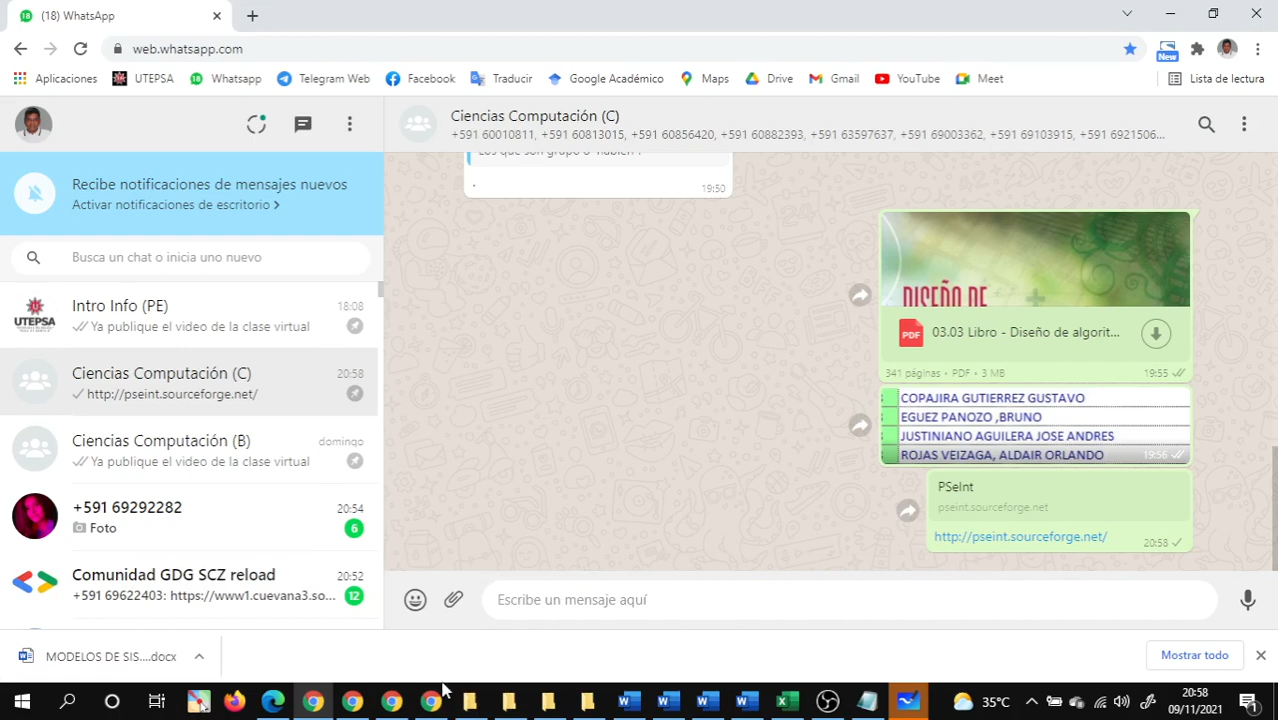 (18) WhatsApp
web.whatsapp.com
New
Aplicaciones
UTEPSA
Whatsapp
Telegram Web
Facebook
Traducir
Google Académico
Maps
Drive
Gmail
YouTube
Meet
Lista de lectura
Ciencias Computación (C)
+591 60010811, +591 60813015, +591 60856420, +591 60882393, +591 63597637, +591 69003362, +591 69103915, +591 6921506...
Recibe notificaciones de mensajes nuevos
Activar notificaciones de escritorio >
Busca un chat o inicia uno nuevo
Intro Info (PE)
18:08
UTEPSA
Ya publique el video de la clase virtual
Ciencias Computación (C)
20:58
http://pseint.sourceforge.net/
Ciencias Computación (B)
domingo
Ya publique el video de la clase virtual
+591 69292282
20:54
Foto
6
Comunidad GDG SCZ reload
20:52
+591 69622403: https://www1.cuevana3.so...
12
.
19:50
DISEÑO DE
PDF
03.03 Libro - Diseño de algorit...
341 páginas • PDF • 3 MB
19:55
COPAJIRA GUTIERREZ GUSTAVO
EGUEZ PANOZO ,BRUNO
JUSTINIANO AGUILERA JOSE ANDRES
ROJAS VEIZAGA, ALDAIR ORLANDO
19:56
PSeInt
pseint.sourceforge.net
http://pseint.sourceforge.net/
20:58
Escribe un mensaje aquí
MODELOS DE SIS....docx
Mostrar todo
35°C
20:58
09/11/2021
1